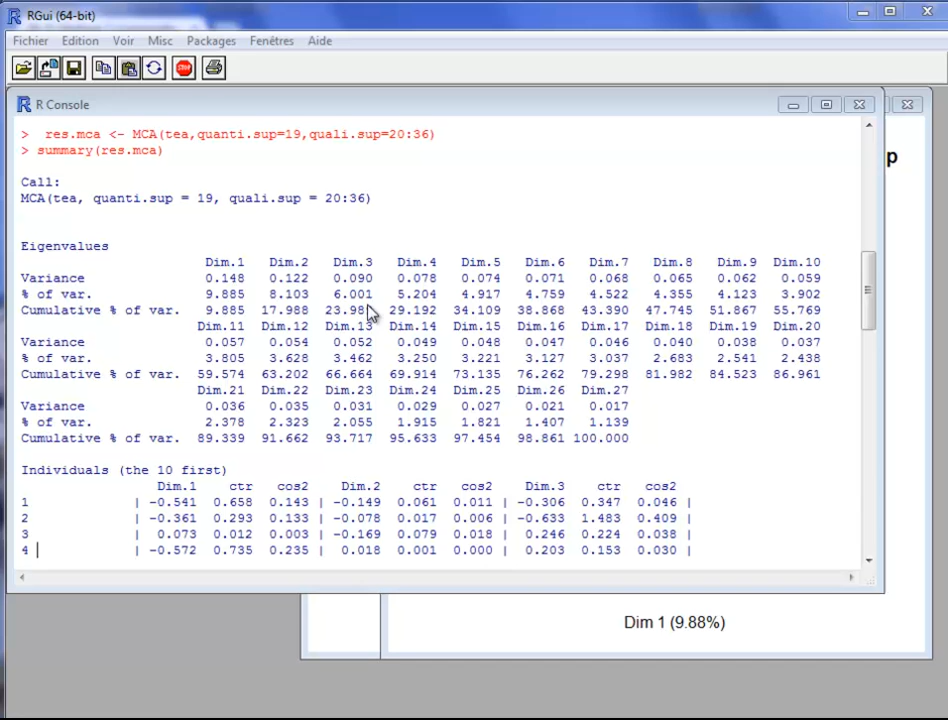 RGui (64-bit)
Fichier Edition Voir Misc Packages Fenêtres Aide
STOP
R Console
> res.mca <- MCA(tea,quanti.sup=19,quali.sup=20:36)
> summary(res.mca)
p
Call:
MCA(tea, quanti.sup = 19, quali.sup = 20:36)
Eigenvalues
Dim.1 Dim.2 Dim.3 Dim.4 Dim.5 Dim.6 Dim.7 Dim.8 Dim.9 Dim.10
Variance 0.148 0.122 0.090 0.078 0.074 0.071 0.068 0.065 0.062 0.059
% of var. 9.885 8.103 6.001 5.204 4.917 4.759 4.522 4.355 4.123 3.902
Cumulative % of var. 9.885 17.988 29.192 34.109 38.868 43.390 47.745 51.867 55.769
Dim.11 Dim.12 Dim.13 Dim.14 Dim.15 Dim.16 Dim.17 Dim.18 Dim.19 Dim.20
Variance 0.057 0.054 0.052 0.049 0.048 0.047 0.046 0.040 0.038 0.037
% of var. 3.805 3.628 3.462 3.250 3.221 3.127 3.037 2.683 2.541 2.438
Cumulative % of var. 59.574 63.202 66.664 69.914 73.135 76.262 79.298 81.982 84.523 86.961
Dim.21 Dim.22 Dim.23 Dim.24 Dim.25 Dim.26 Dim.27
Variance 0.036 0.035 0.031 0.029 0.027 0.021 0.017
% of var. 2.378 2.323 2.055 1.915 1.821 1.407 1.139
Cumulative % of var. 89.339 91.662 93.717 95.633 97.454 98.861 100.000
Individuals (the 10 first)
Dim.1 ctr cos2 Dim.2 ctr cos2 Dim.3 ctr cos2
1 | -0.541 0.658 0.143 | -0.149 0.061 0.011 | -0.306 0.347 0.046 |
2 | -0.361 0.293 0.133 | -0.078 0.017 0.006 | -0.633 1.483 0.409 |
3 | 0.073 0.012 0.003 | -0.169 0.079 0.018 | 0.246 0.224 0.038 |
4 | -0.572 0.735 0.235 | 0.018 0.001 0.000 | 0.203 0.153 0.030 |
Dim 1 (9.88%)